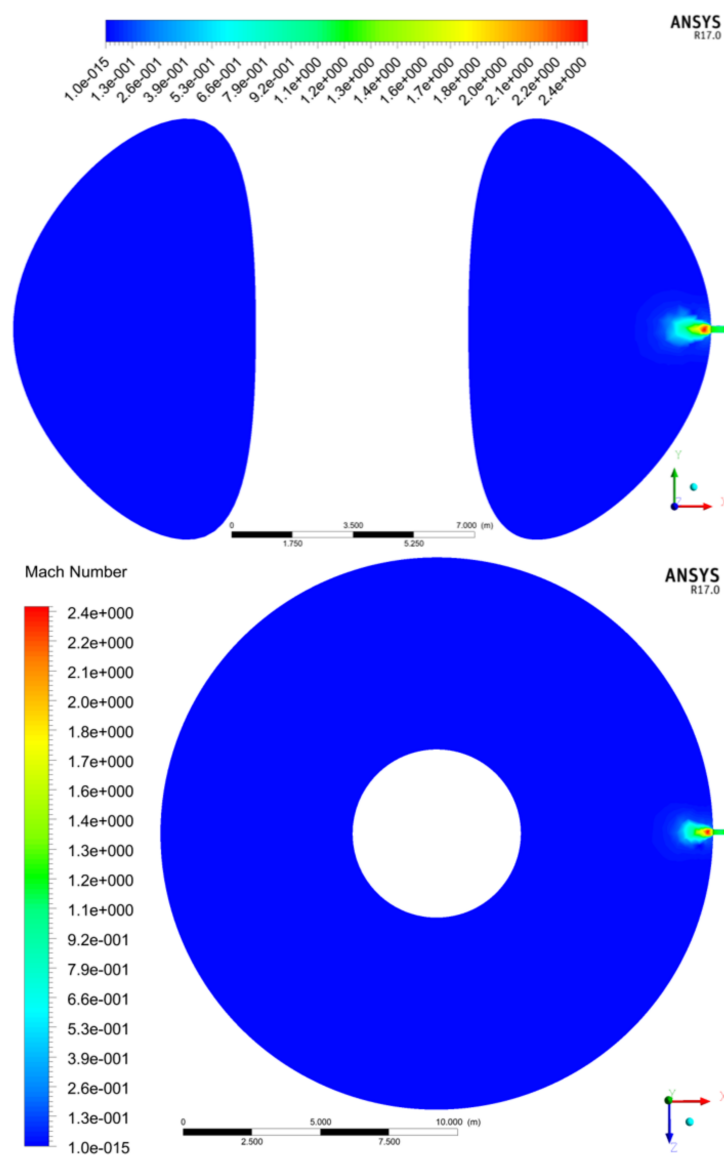 ANSYS
R17.0
1.0e-015
1.3e-001
2.6e-001
3.9e-001
5.3e-001
6.6e-001
7.9e-001
9.2e-001
1.1e+000
1.2e+000
1.3e+000
1.4e+000
1.6e+000
1.7e+000
1.8e+000
2.0e+000
2.1e+000
2.2e+000
2.4e+000
Y
Z X
0 3.500 7.000 (m)
1.750 5.250
Mach Number
ANSYS
R17.0
2.4e+000
2.2e+000
2.1e+000
2.0e+000
1.8e+000
1.7e+000
1.6e+000
1.4e+000
1.3e+000
1.2e+000
1.1e+000
9.2e-001
7.9e-001
6.6e-001
5.3e-001
3.9e-001
2.6e-001
1.3e-001
1.0e-015
0 5.000 10.000 (m)
2.500 7.500
Y X
Z